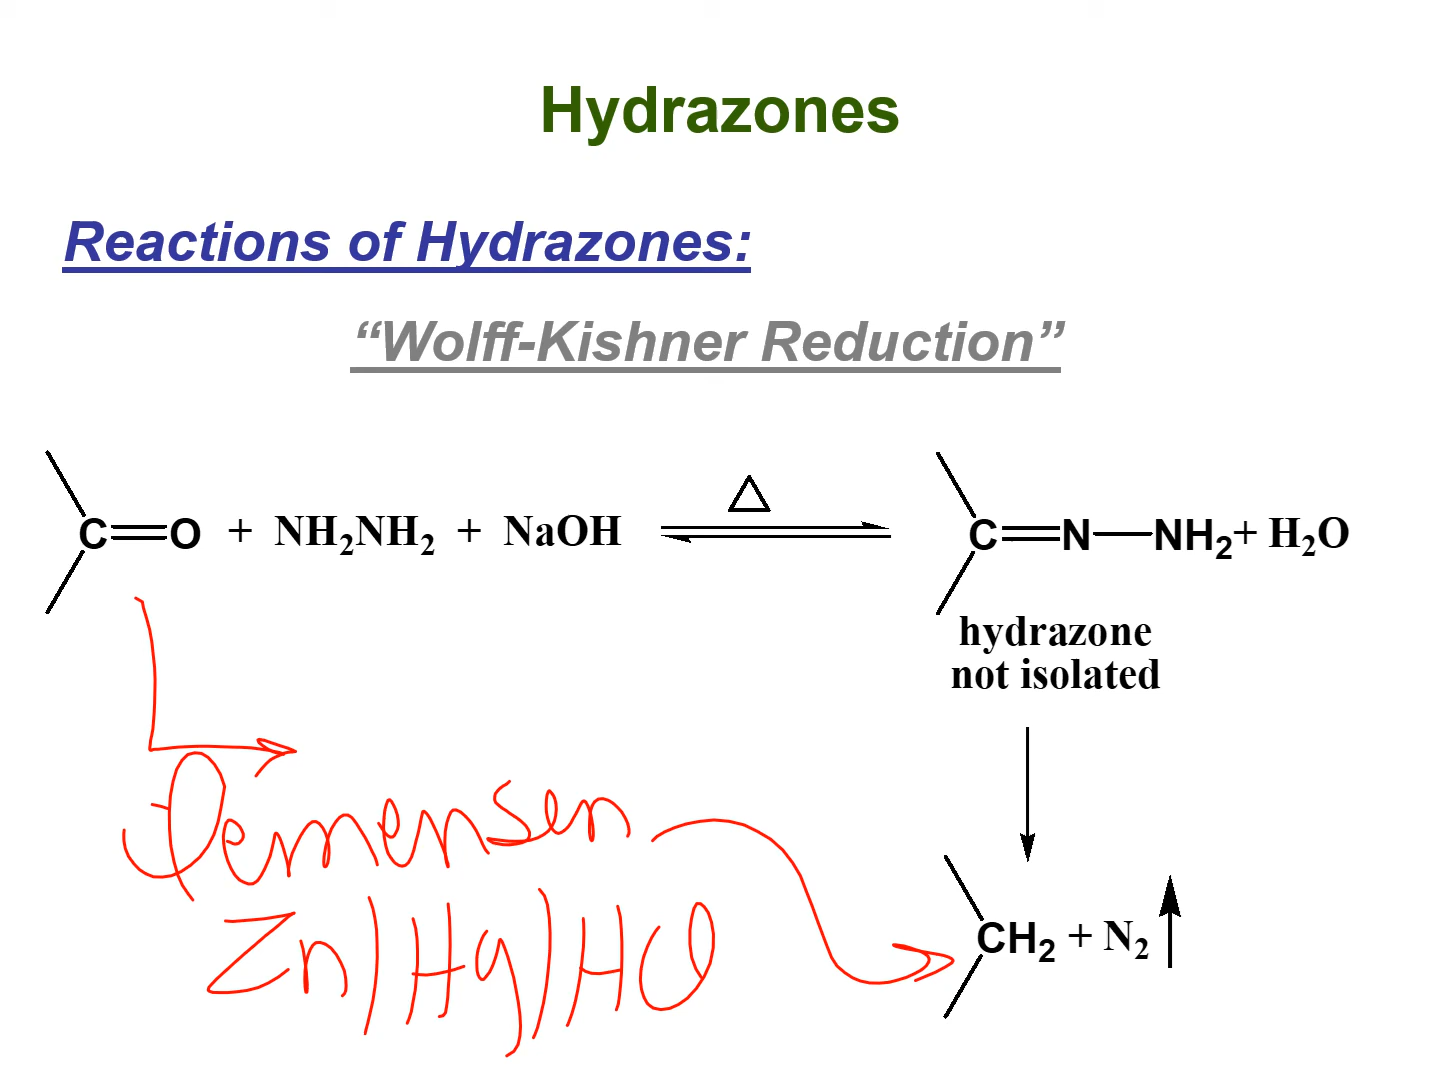 Hydrazones
Reactions of Hydrazones:
“Wolff-Kishner Reduction”
C=O + NH₂NH₂ + NaOH △ C=N—NH₂ + H₂O
hydrazone
not isolated
Clemensen
Zn/Hg/HCl
CH₂ + N₂ ↑